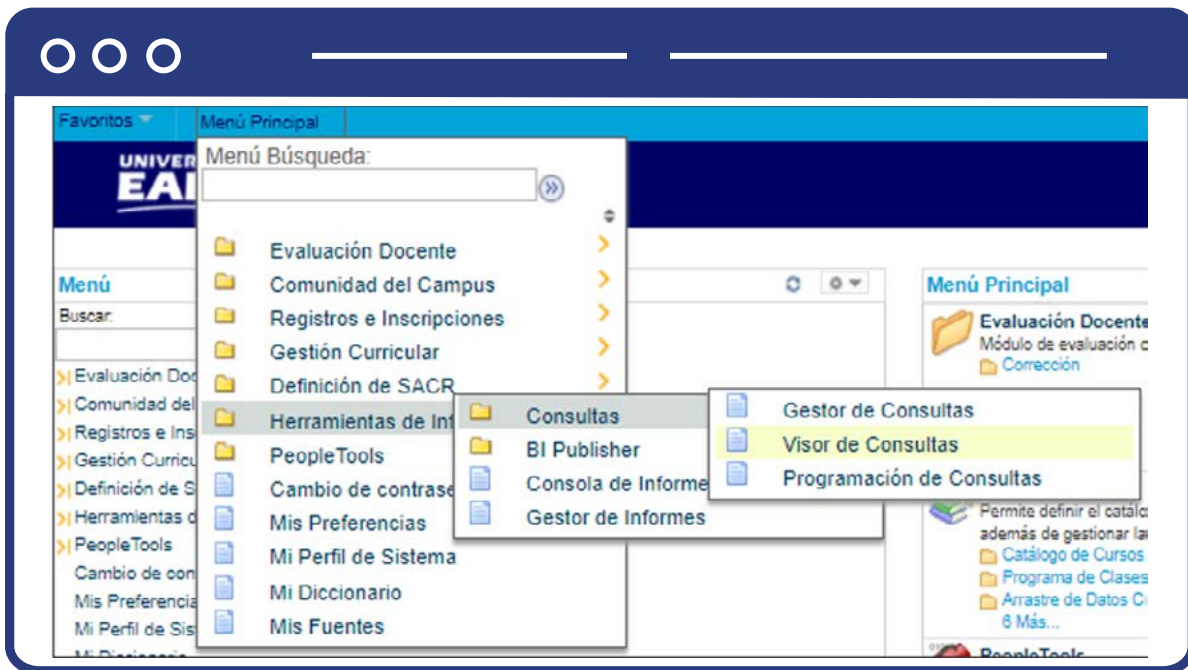 Favoritos
Menú Principal
UNIVER
Menú Búsqueda:
Evaluación Docente
Comunidad del Campus
Registros e Inscripciones
Gestión Curricular
Definición de SACR
Herramientas de Inf
PeopleTools
Cambio de contrase
Mis Preferencias
Mi Perfil de Sistema
Mi Diccionario
Mis Fuentes
Consultas
BI Publisher
Consola de Informe
Gestor de Informes
Gestor de Consultas
Visor de Consultas
Programación de Consultas
Menú
Buscar:
Evaluación Doc
Comunidad del
Registros e Ins
Gestión Curricu
Definición de S
Herramientas d
PeopleTools
Cambio de con
Mis Preferencia
Mi Perfil de Sis
Menú Principal
Evaluación Docente
Módulo de evaluación c
Corrección
Permite definir el catálo
además de gestionar la
Catálogo de Cursos
Programa de Clases
Arrastre de Datos C
6 Más...
PeopleTools